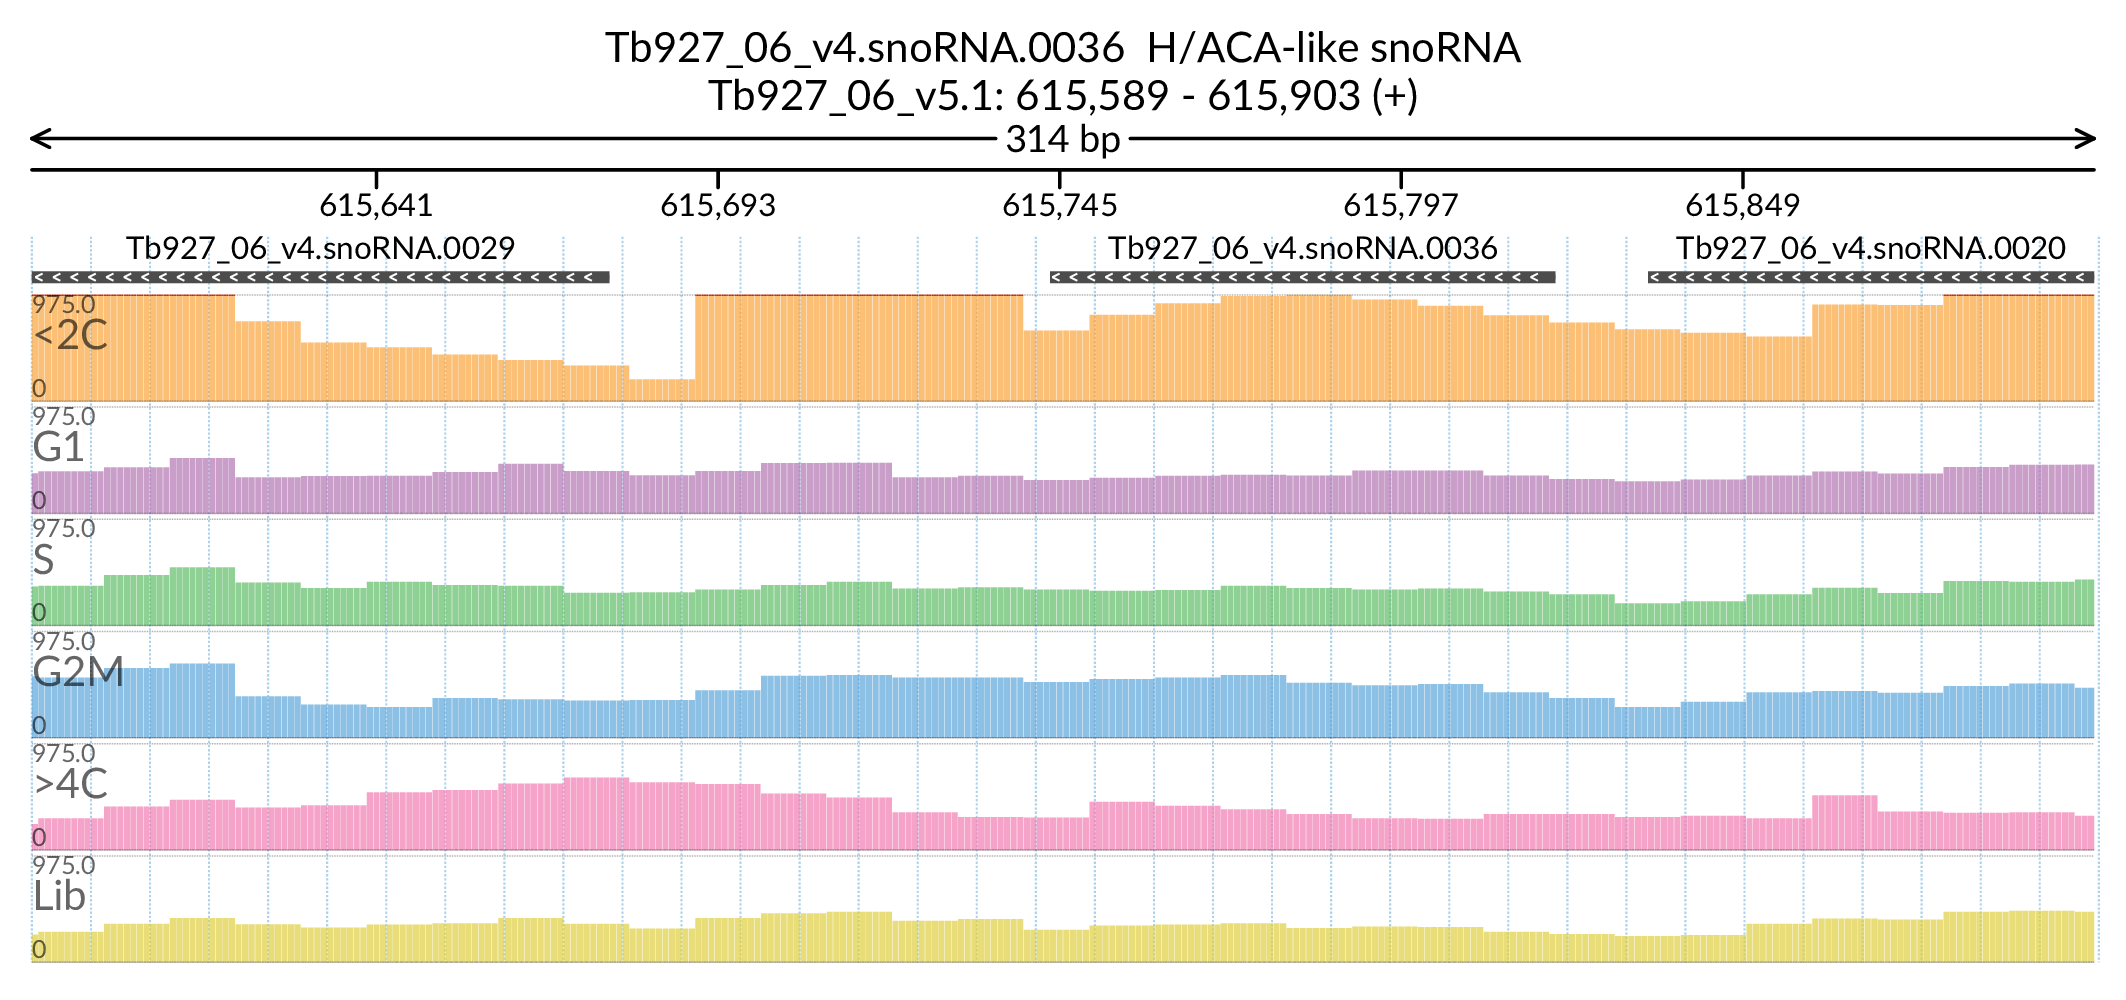 Tb927_06_v4.snoRNA.0036 H/ACA-like snoRNA
Tb927_06_v5.1: 615,589 - 615,903 (+)
314 bp
615,641 615,693 615,745 615,797 615,849
Tb927_06_v4.snoRNA.0029 Tb927_06_v4.snoRNA.0036 Tb927_06_v4.snoRNA.0020
975.0
<2C
0
975.0
G1
0
975.0
S
0
975.0
G2M
0
975.0
>4C
0
975.0
Lib
0